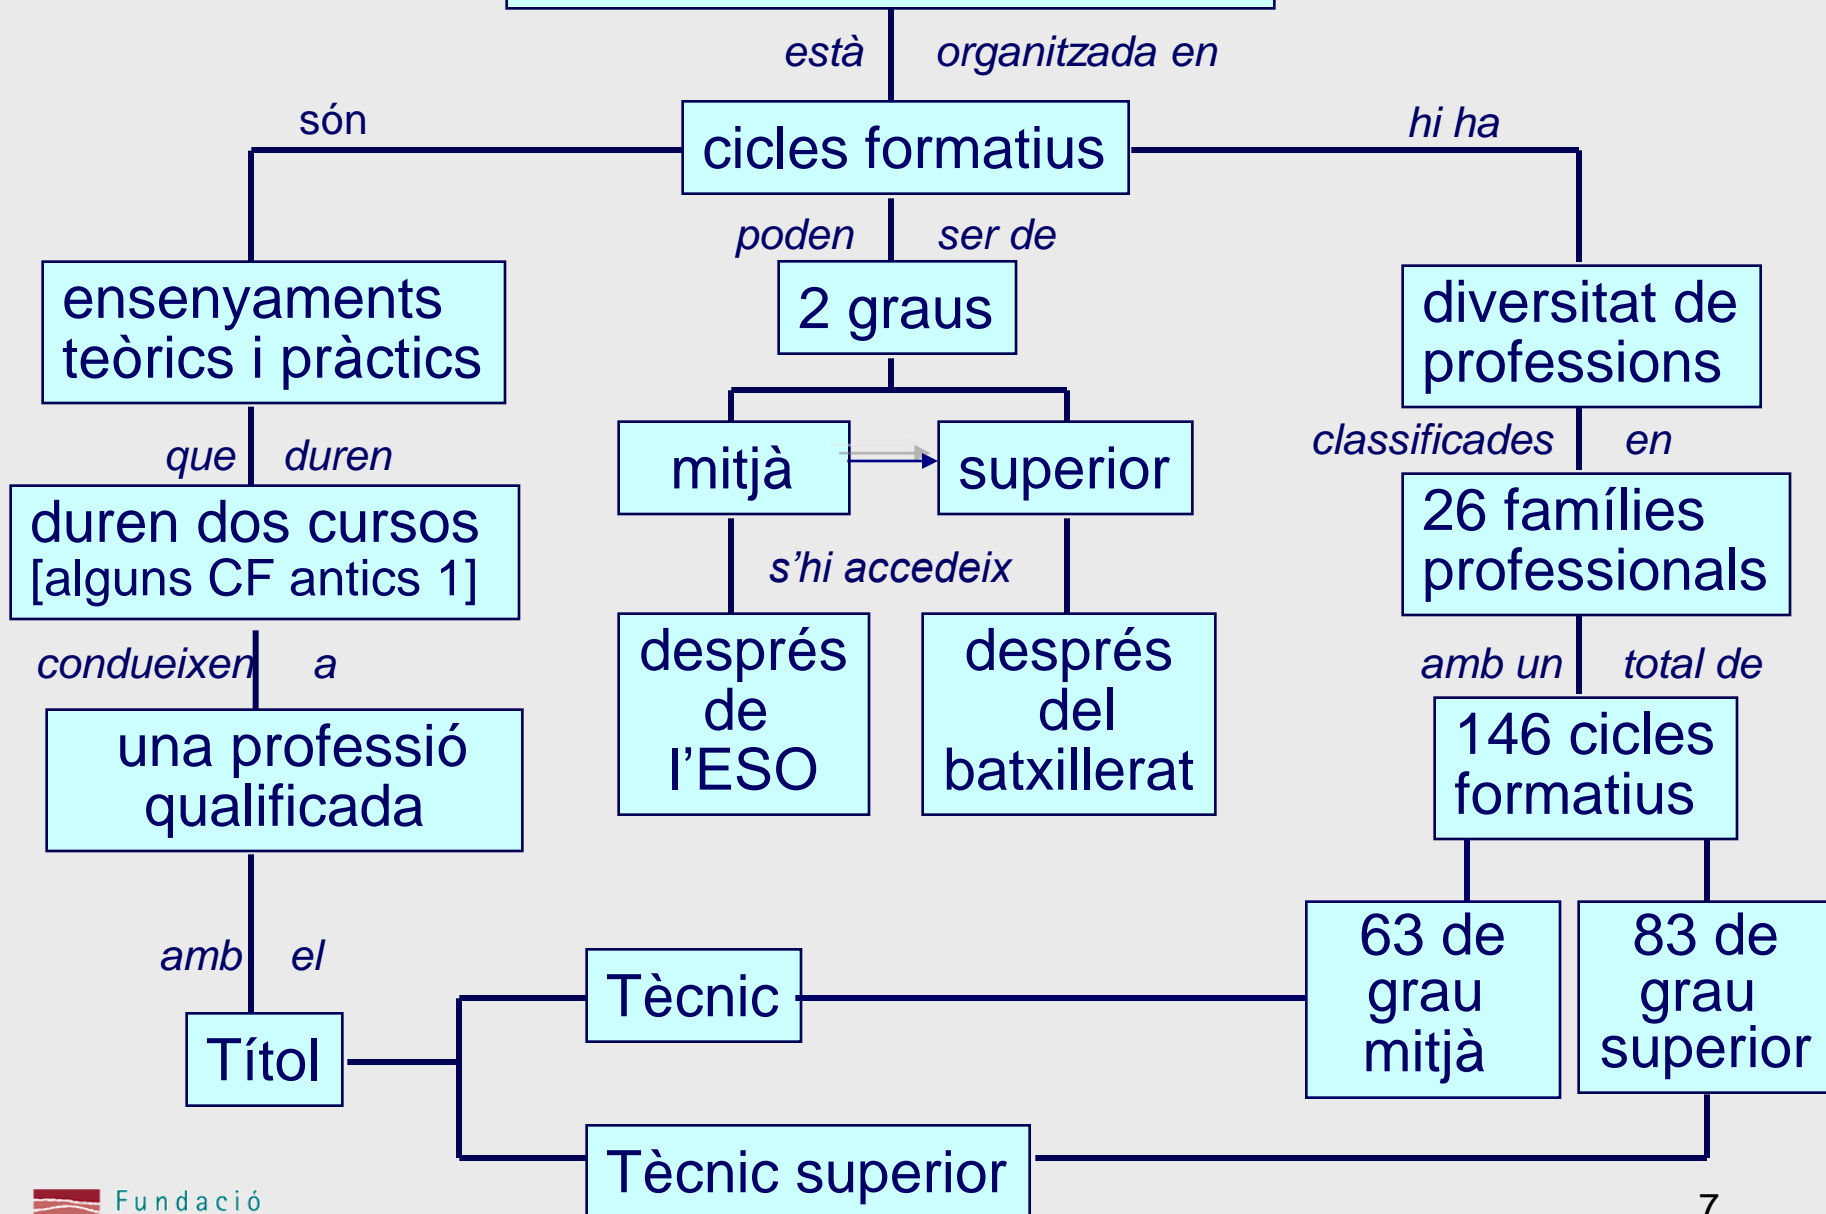 està organitzada en
són
cicles formatius
hi ha
poden ser de
ensenyaments
teòrics i pràctics
2 graus
diversitat de
professions
que duren
mitjà
superior
classificades en
duren dos cursos
[alguns CF antics 1]
s’hi accedeix
26 famílies
professionals
condueixen a
després
de
l’ESO
després
del
batxillerat
amb un total de
una professió
qualificada
146 cicles
formatius
amb el
Títol
Tècnic
63 de
grau
mitjà
83 de
grau
superior
Tècnic superior
Fundació
7